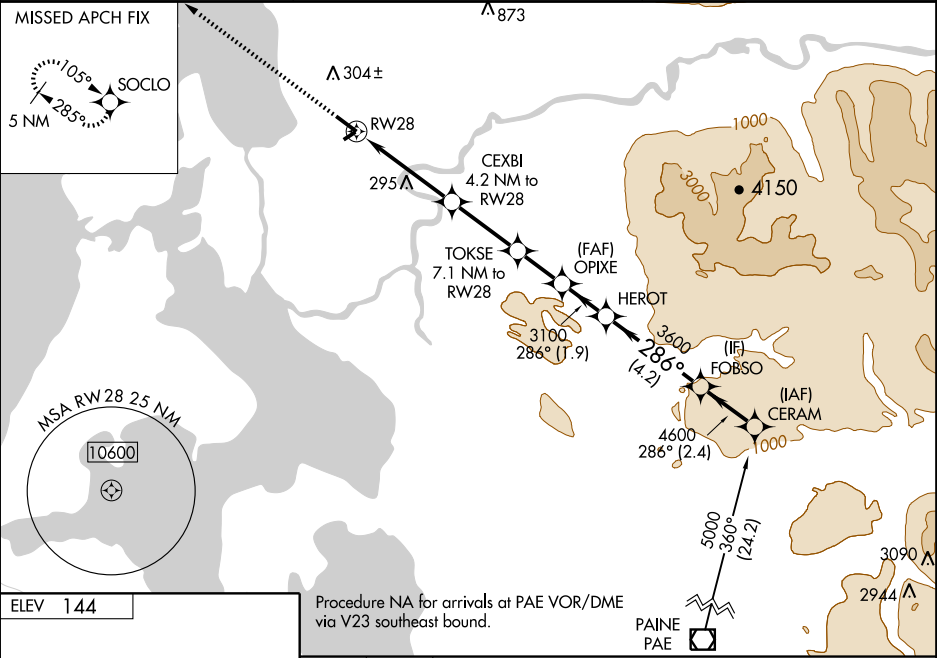 MISSED APCH FIX
105°
SOCLO
285°
5 NM
873
304±
RW28
1000
CEXBI
4.2 NM to
RW28
295
3000
4150
TOKSE
7.1 NM to
RW28
(FAF)
OPIXE
HEROT
3100
286° (1.9)
3600
286°
(4.2)
(IF)
FOBSO
(IAF)
CERAM
4600
286° (2.4)
1000
MSA RW 28 25 NM
10600
5000
360°
(24.2)
3090
2944
ELEV 144
Procedure NA for arrivals at PAE VOR/DME
via V23 southeast bound.
PAINE
PAE